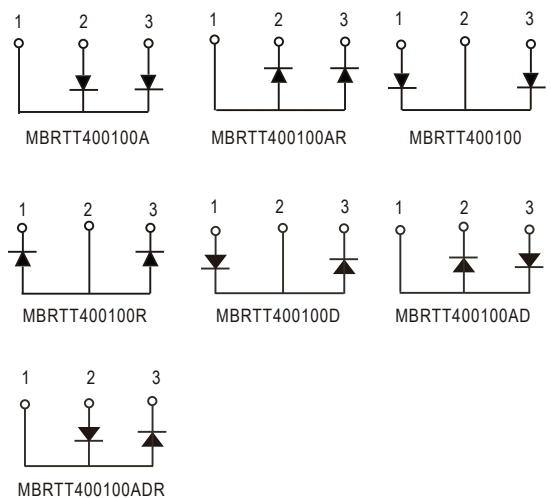 1 2 3 1 2 3 1 2 3
MBRTT400100A MBRTT400100AR MBRTT400100
1 2 3 1 2 3 1 2 3
MBRTT400100R MBRTT400100D MBRTT400100AD
1 2 3
MBRTT400100ADR